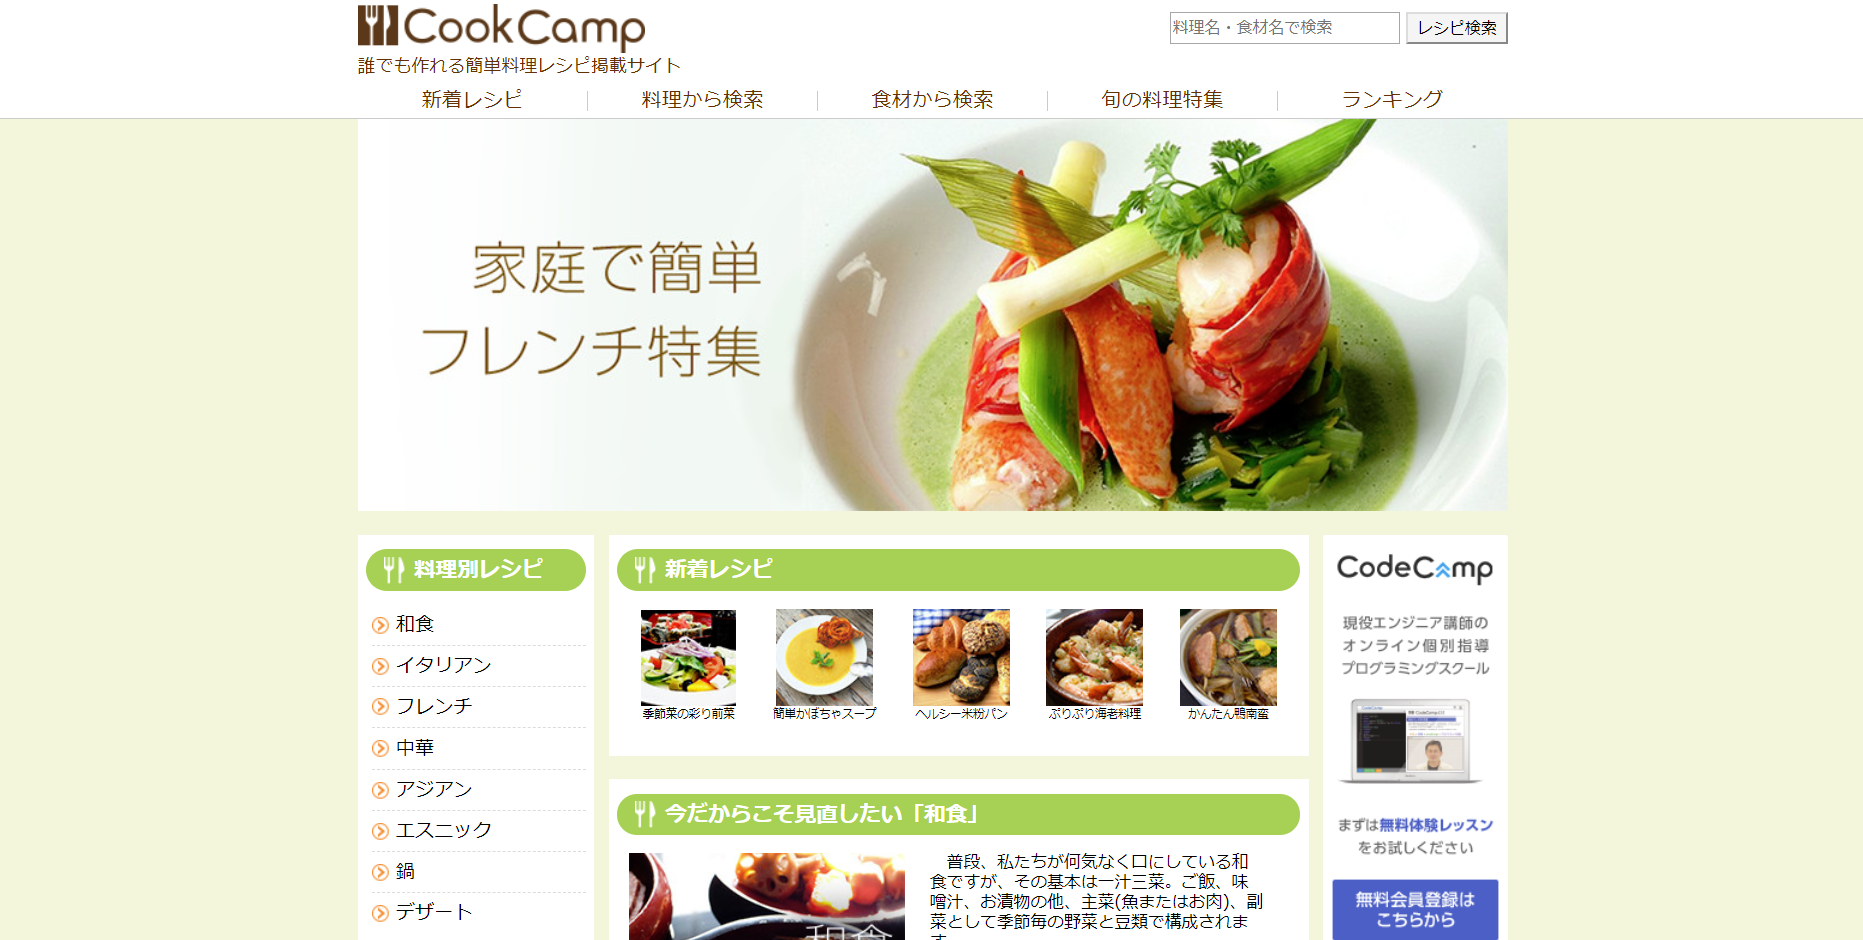 CookCamp
料理名・食材名で検索
レシピ検索
誰でも作れる簡単料理レシピ掲載サイト
新着レシピ
料理から検索
食材から検索
旬の料理特集
ランキング
家庭で簡単
フレンチ特集
料理別レシピ
和食
イタリアン
フレンチ
中華
アジアン
エスニック
鍋
デザート
新着レシピ
季節菜の彩り前菜
簡単かぼちゃスープ
ヘルシー米粉パン
ぷりぷり海老料理
かんたん鴨南蛮
今だからこそ見直したい「和食」
和食
普段、私たちが何気なく口にしている和
食ですが、その基本は一汁三菜。ご飯、味
噌汁、お漬物の他、主菜(魚またはお肉)、副
菜として季節毎の野菜と豆類で構成されま
す
CodeCamp
現役エンジニア講師の
オンライン個別指導
プログラミングスクール
まずは無料体験レッスン
をお試しください
無料会員登録は
こちらから